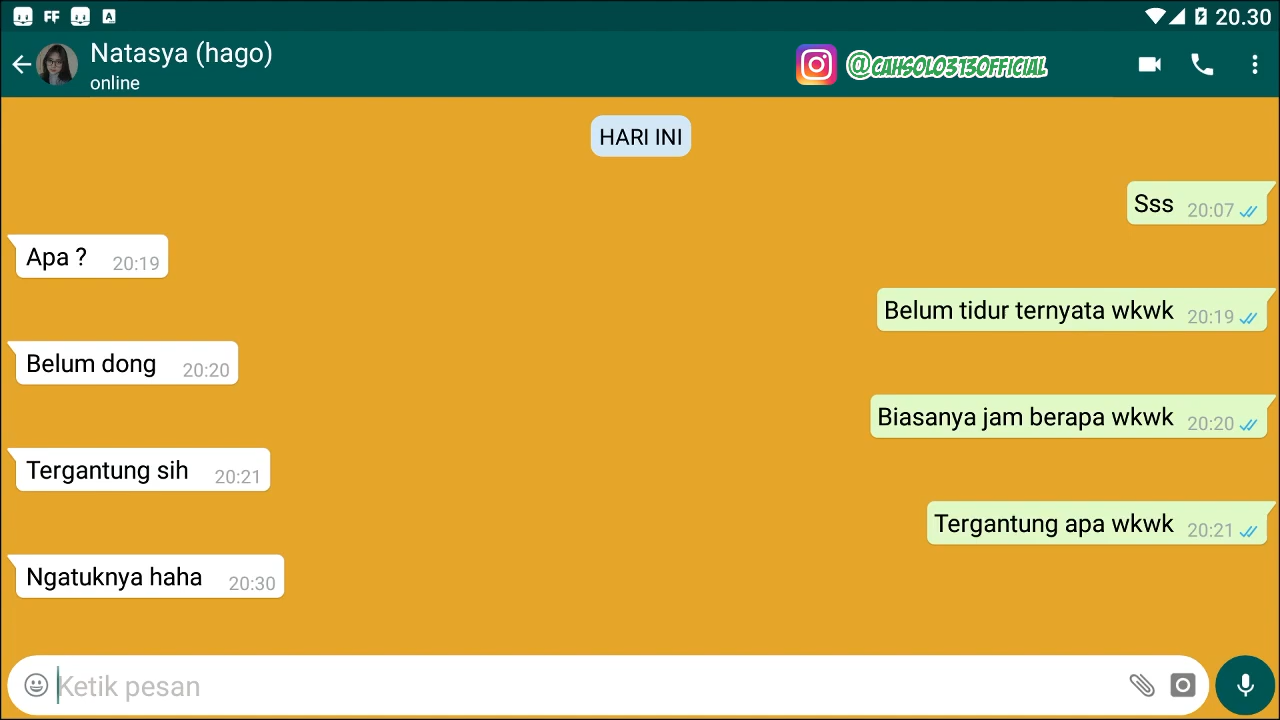 FF A 20.30
Natasya (hago)
online
@CAHSOLO313OFFICIAL
HARI INI
Sss 20:07
Apa ? 20:19
Belum tidur ternyata wkwk 20:19
Belum dong 20:20
Biasanya jam berapa wkwk 20:20
Tergantung sih 20:21
Tergantung apa wkwk 20:21
Ngatuknya haha 20:30
Ketik pesan